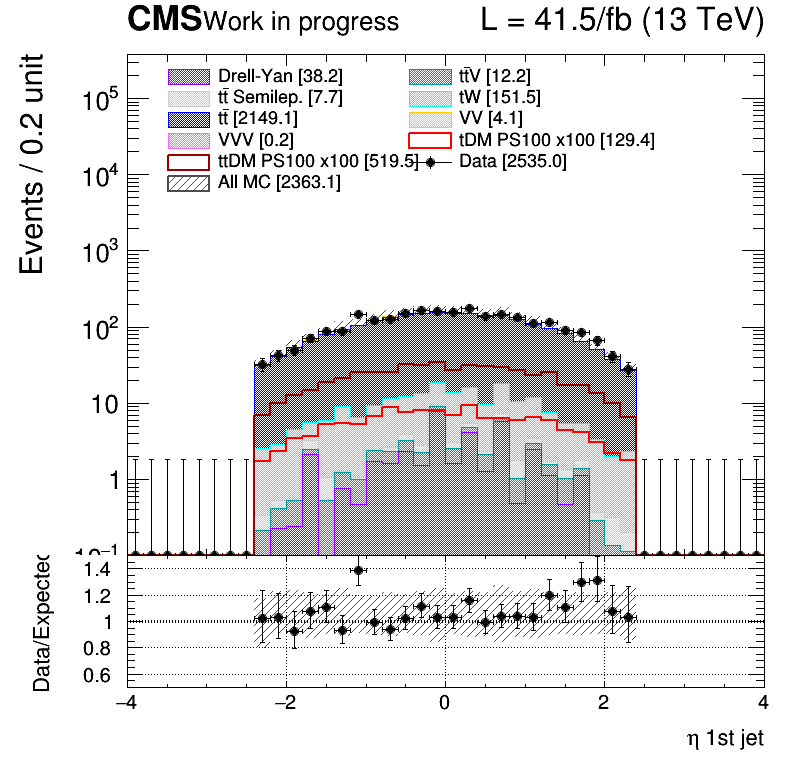 CMS Work in progress L = 41.5/fb (13 TeV)
Drell-Yan [38.2] tt̄V [12.2]
tt̄ Semilep. [7.7] tW [151.5]
tt̄ [2149.1] VV [4.1]
VVV [0.2] tDM PS100 x100 [129.4]
ttDM PS100 x100 [519.5] Data [2535.0]
All MC [2363.1]
Events / 0.2 unit
10⁵
10⁴
10³
10²
10
1
10⁻¹
Data/Expected
1.4
1.2
1
0.8
0.6
−4 −2 0 2 4
η 1st jet